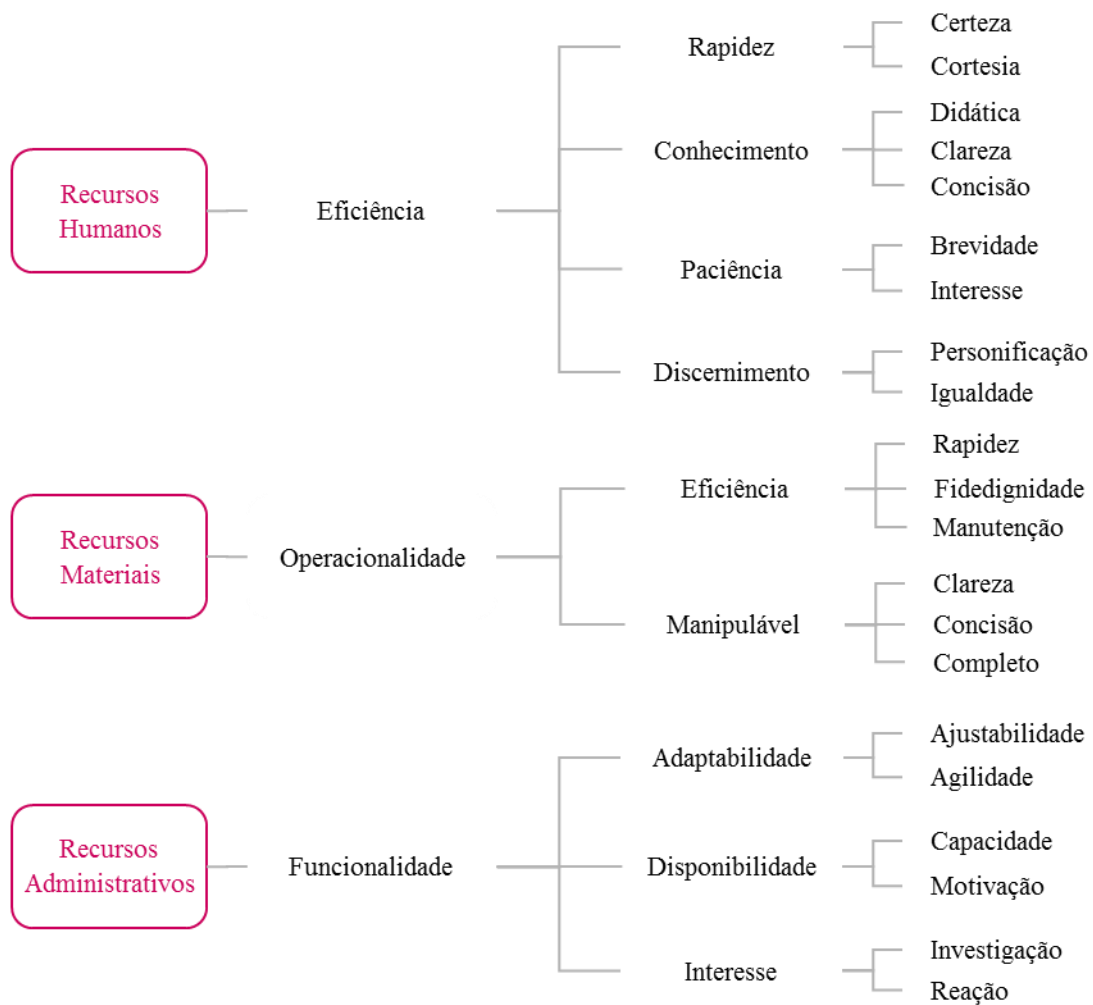 Recursos
Humanos
Eficiência
Rapidez
Certeza
Cortesia
Conhecimento
Didática
Clareza
Concisão
Paciência
Brevidade
Interesse
Discernimento
Personificação
Igualdade
Recursos
Materiais
Operacionalidade
Eficiência
Rapidez
Fidedignidade
Manutenção
Manipulável
Clareza
Concisão
Completo
Recursos
Administrativos
Funcionalidade
Adaptabilidade
Ajustabilidade
Agilidade
Disponibilidade
Capacidade
Motivação
Interesse
Investigação
Reação